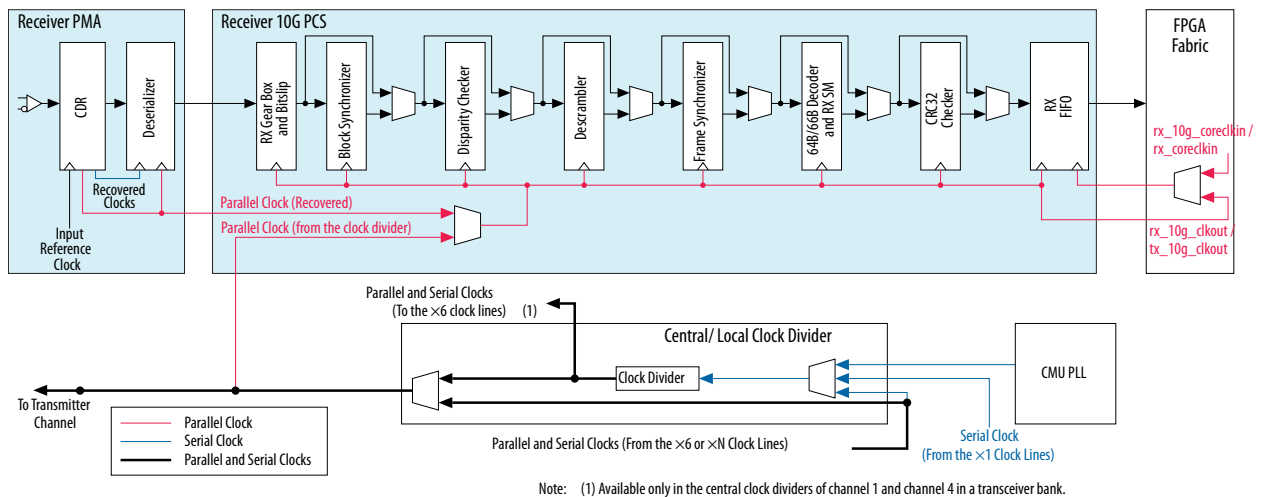 Receiver PMA
Receiver 10G PCS
FPGA
Fabric
CDR
Deserializer
RX Gear Box
and Bitslip
Block Synchronizer
Disparity Checker
Descrambler
Frame Synchronizer
64B/66B Decoder
and RX SM
CRC32
Checker
RX
FIFO
rx_10g_coreclkin /
rx_coreclkin
Recovered
Clocks
Parallel Clock (Recovered)
Input
Reference
Clock
Parallel Clock (from the clock divider)
rx_10g_clkout /
tx_10g_clkout
Parallel and Serial Clocks
(To the ×6 clock lines) (1)
Central/ Local Clock Divider
Clock Divider
CMU PLL
To Transmitter
Channel
Parallel Clock
Serial Clock
Parallel and Serial Clocks
Parallel and Serial Clocks (From the ×6 or ×N Clock Lines)
Serial Clock
(From the ×1 Clock Lines)
Note: (1) Available only in the central clock dividers of channel 1 and channel 4 in a transceiver bank.